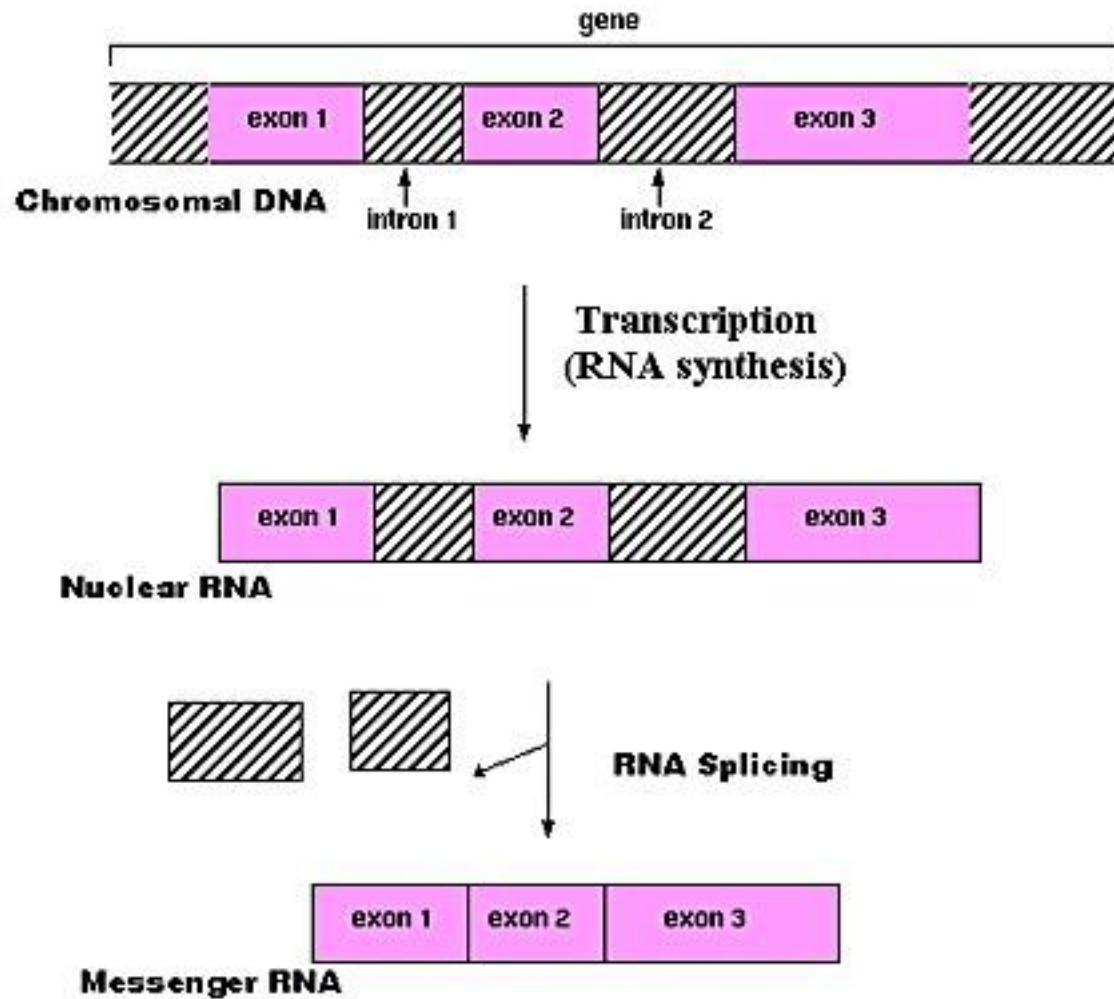 gene
exon 1
exon 2
exon 3
Chromosomal DNA
intron 1
intron 2
Transcription
(RNA synthesis)
exon 1
exon 2
exon 3
Nuclear RNA
RNA Splicing
exon 1
exon 2
exon 3
Messenger RNA